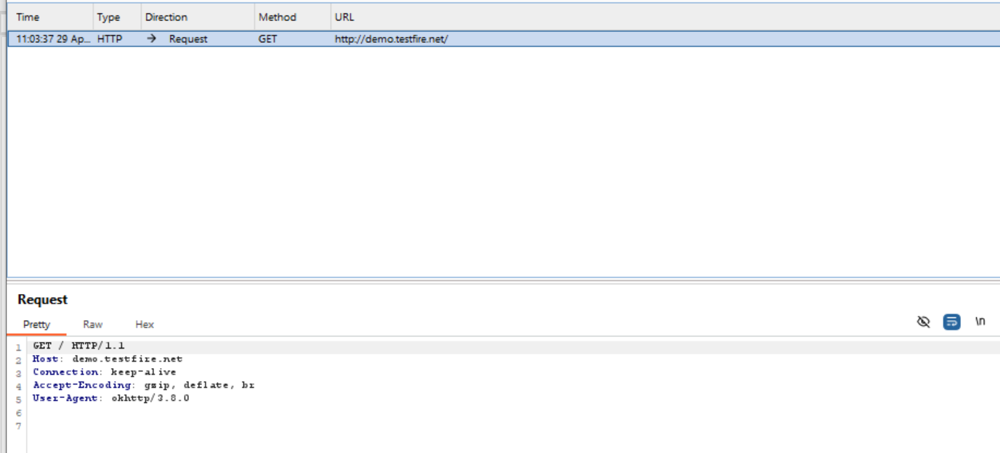 Time Type Direction Method URL
11:03:37 29 Ap... HTTP → Request GET http://demo.testfire.net/
Request
Pretty Raw Hex
\n
1 GET / HTTP/1.1
2 Host: demo.testfire.net
3 Connection: keep-alive
4 Accept-Encoding: gzip, deflate, br
5 User-Agent: okhttp/3.8.0
6
7